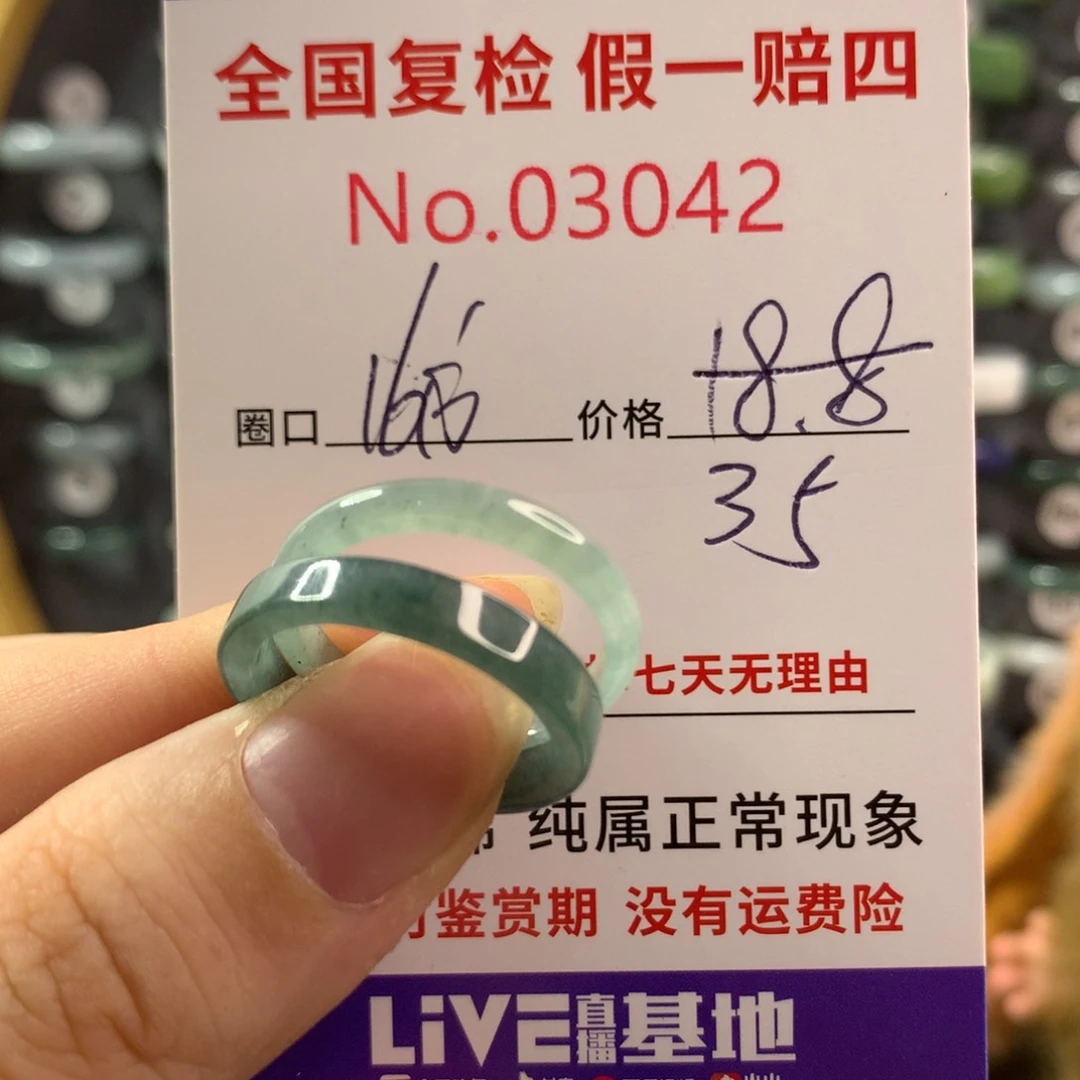 全国复检 假一赔四
No.03042
圈口 价格 18.8
35
七天无理由
纯属正常现象
鉴赏期 没有运费险
LiVE直播基地